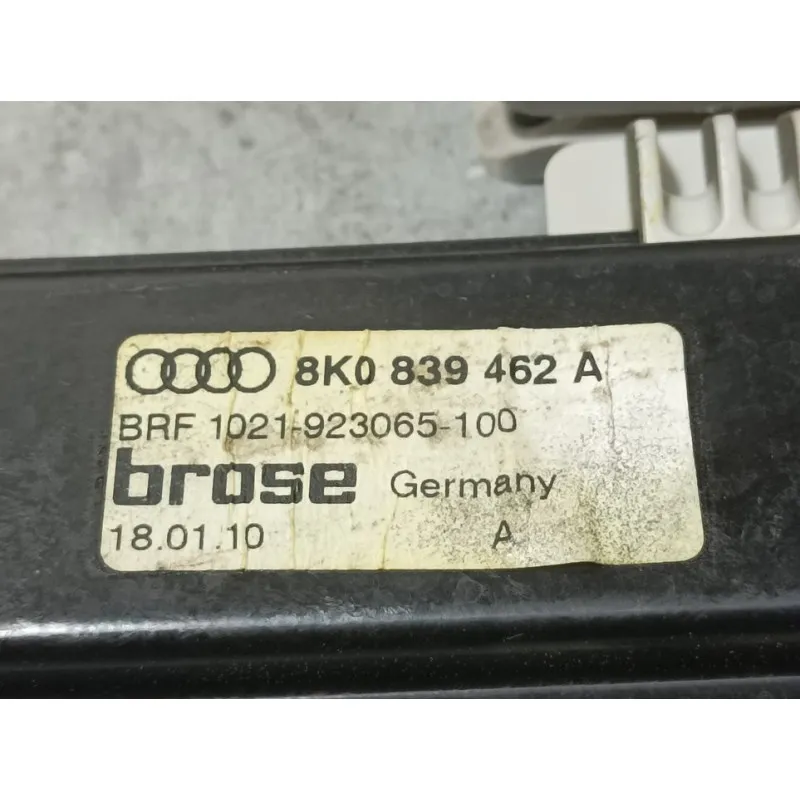 8K0 839 462 A
BRF 1021-923065-100
brose Germany
18.01.10 A